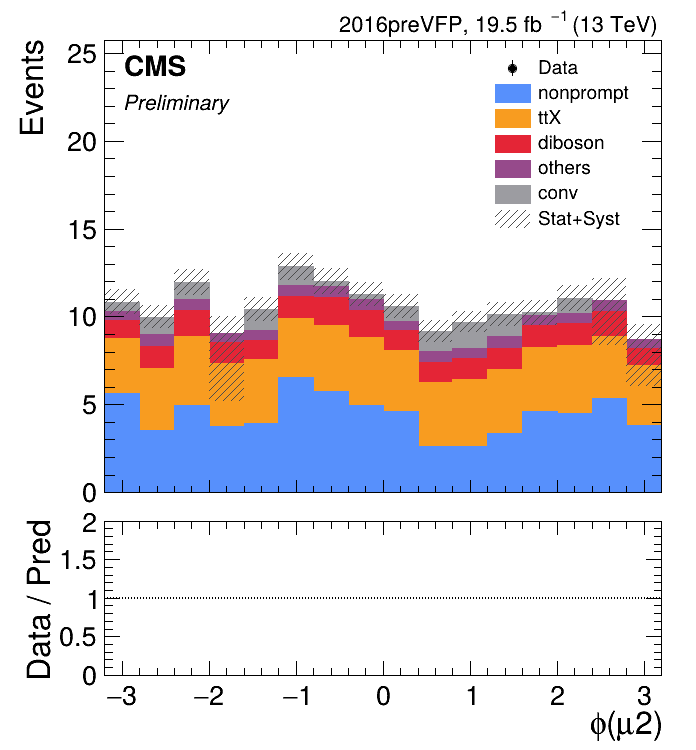 2016preVFP, 19.5 fb⁻¹ (13 TeV)
Events
CMS
Preliminary
Data
nonprompt
ttX
diboson
others
conv
Stat+Syst
25
20
15
10
5
0
Data / Pred
2
1.5
1
0.5
0
−3 −2 −1 0 1 2 3
ϕ(μ2)